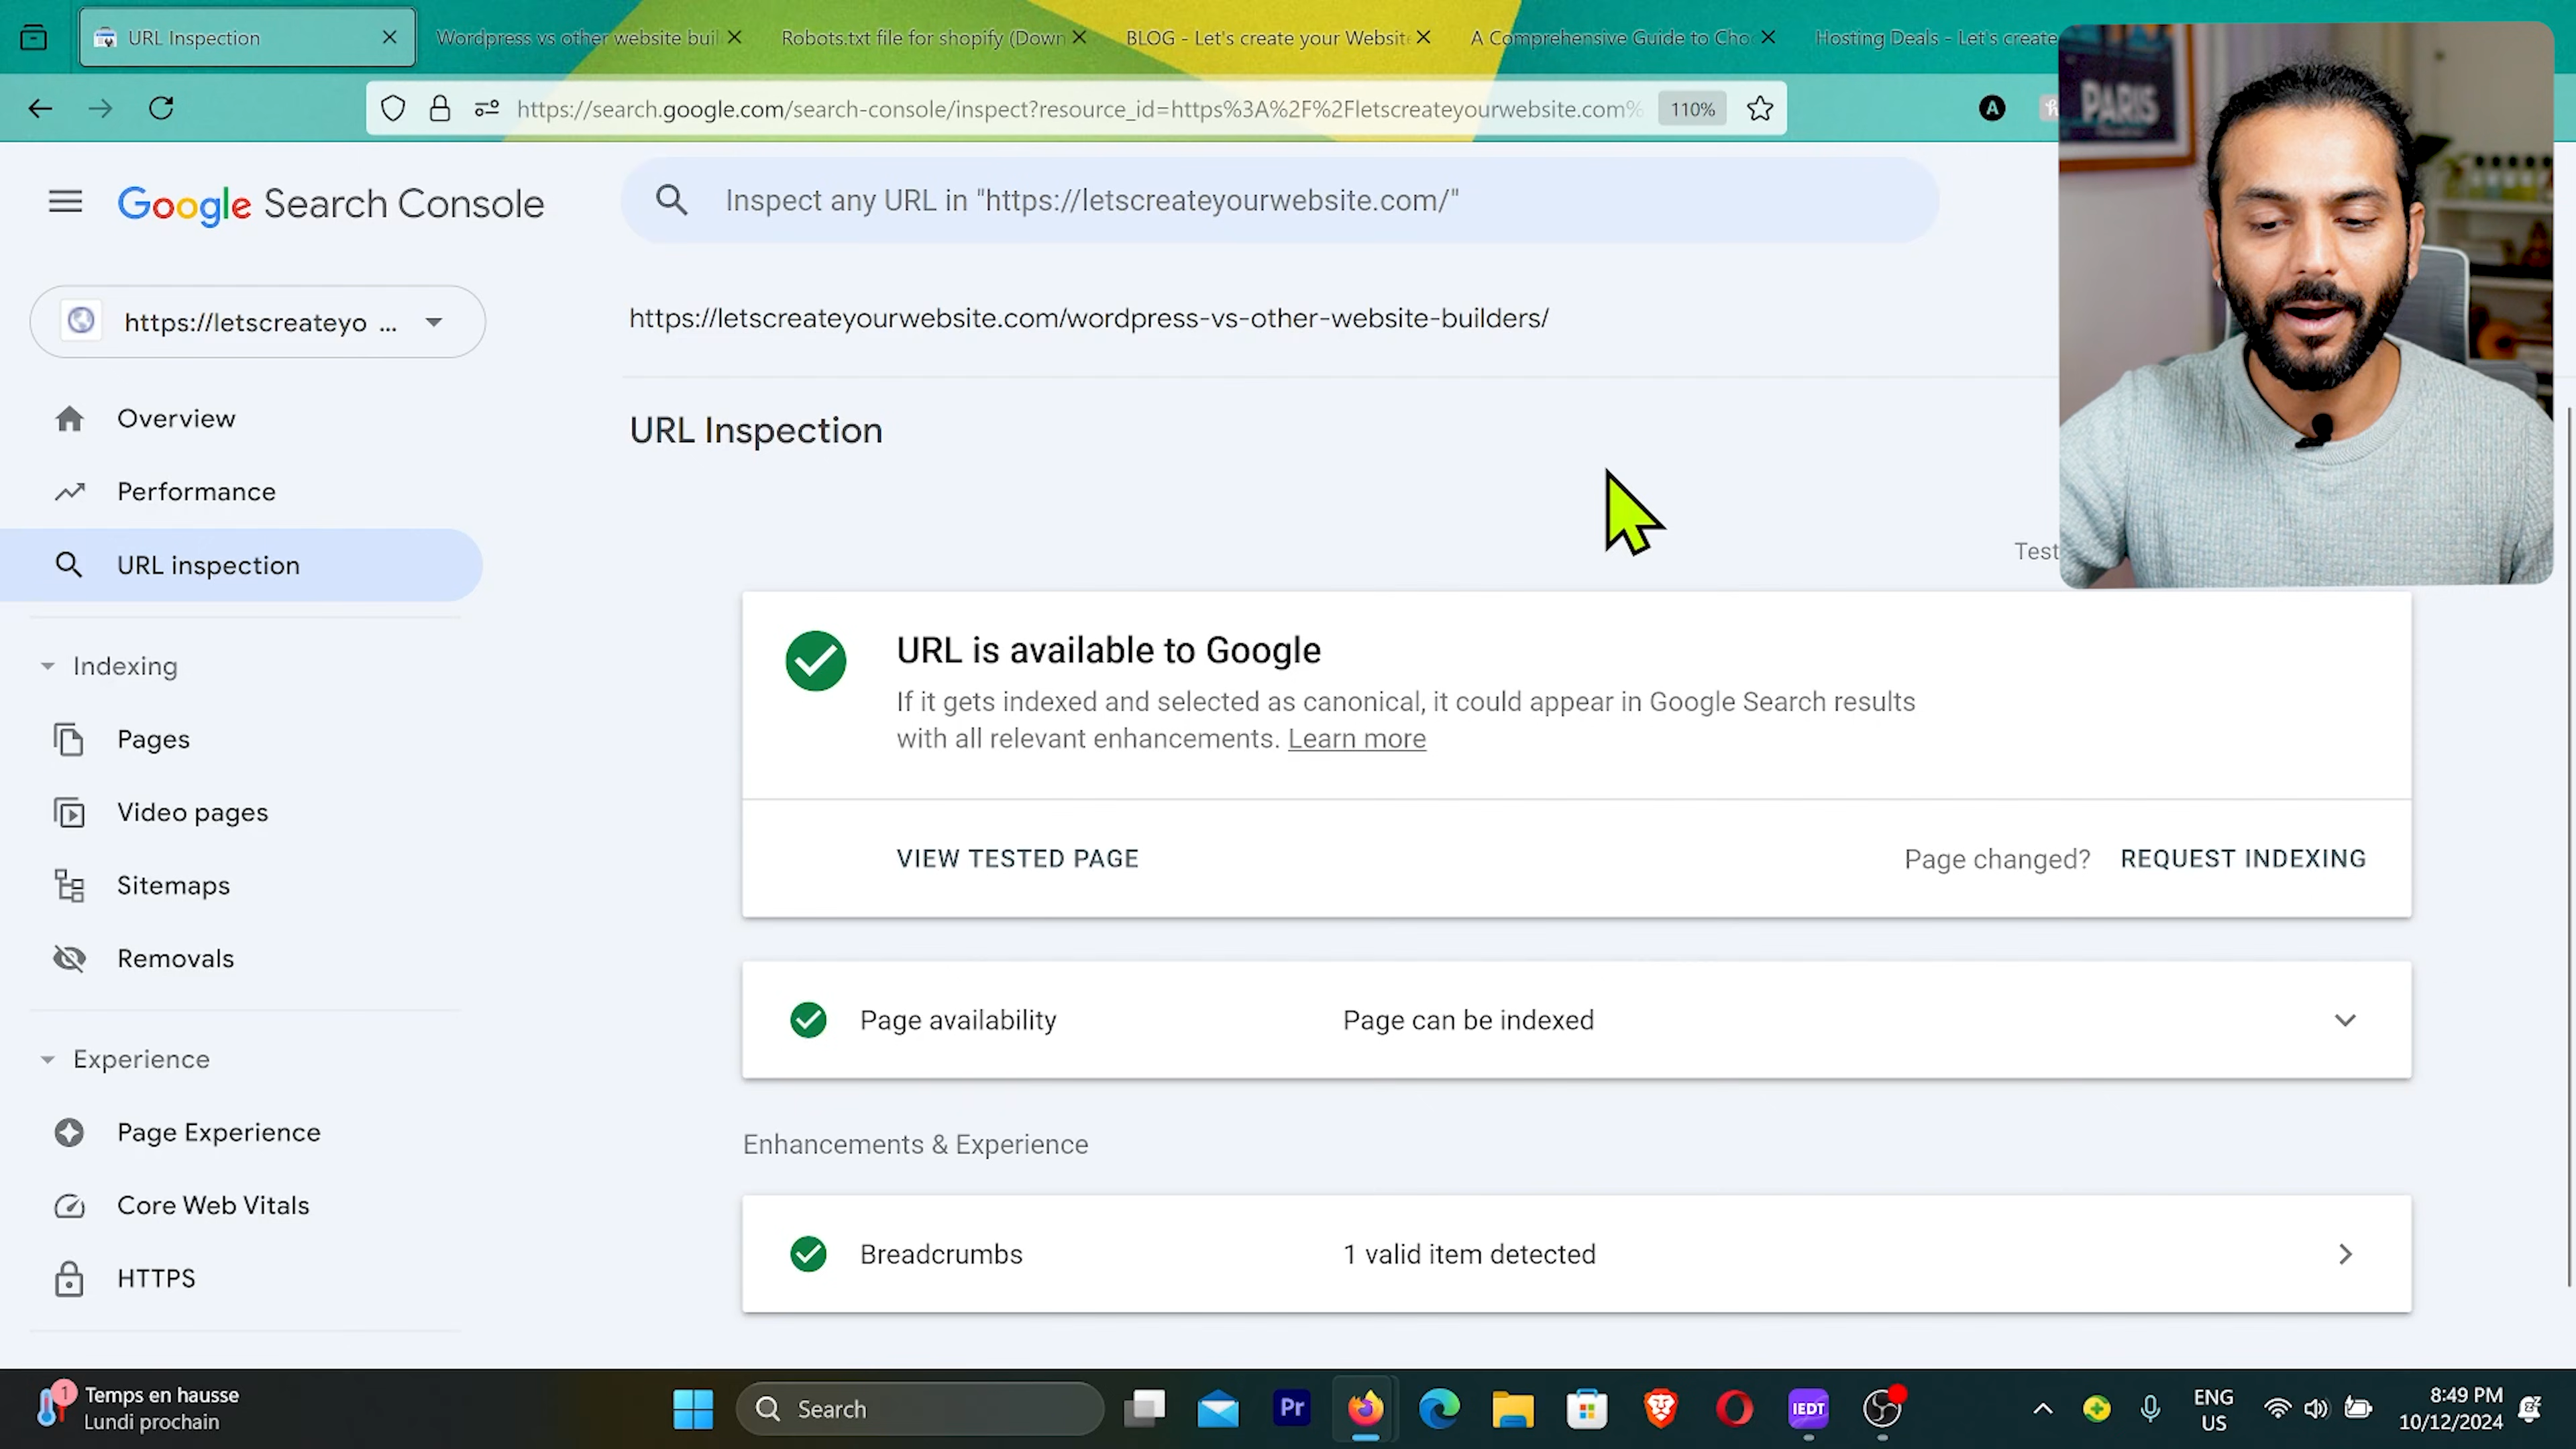 URL Inspection
Wordpress vs other website buil
Robots.txt file for shopify (Down
BLOG - Let's create your Website
A Comprehensive Guide to Cho
Hosting Deals - Let's create
https://search.google.com/search-console/inspect?resource_id=https%3A%2F%2Fletscreateyourwebsite.com%
110%
A
PARIS
Google Search Console
Inspect any URL in "https://letscreateyourwebsite.com/"
https://letscreateyo ...
https://letscreateyourwebsite.com/wordpress-vs-other-website-builders/
Overview
Performance
URL inspection
Indexing
Pages
Video pages
Sitemaps
Removals
Experience
Page Experience
Core Web Vitals
HTTPS
URL Inspection
Test
URL is available to Google
If it gets indexed and selected as canonical, it could appear in Google Search results
with all relevant enhancements. Learn more
VIEW TESTED PAGE
Page changed? REQUEST INDEXING
Page availability
Page can be indexed
Enhancements & Experience
Breadcrumbs
1 valid item detected
1
Temps en hausse
Lundi prochain
Search
Pr
IEDT
ENG
US
8:49 PM
10/12/2024